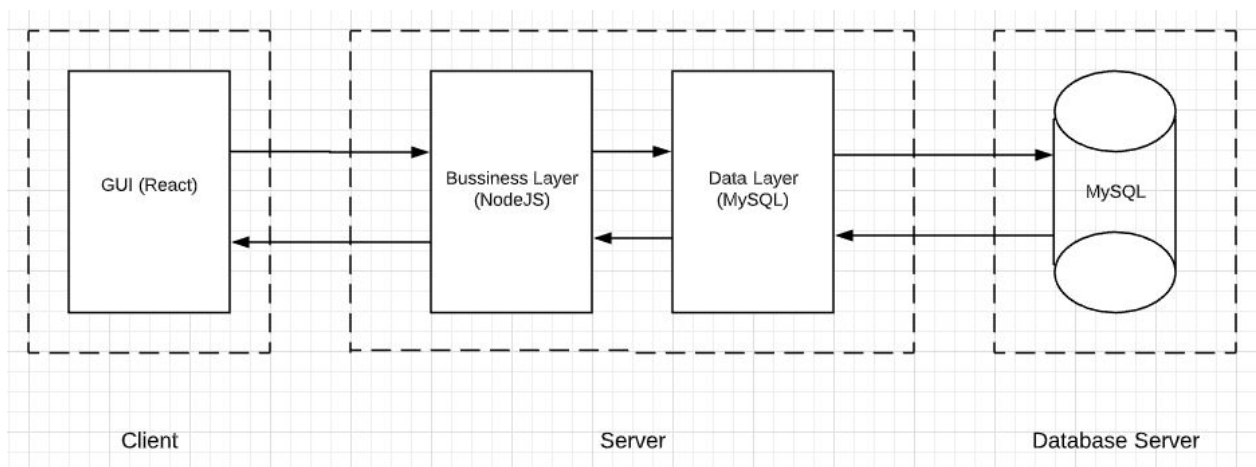 GUI (React)
Bussiness Layer
(NodeJS)
Data Layer
(MySQL)
MySQL
Client
Server
Database Server